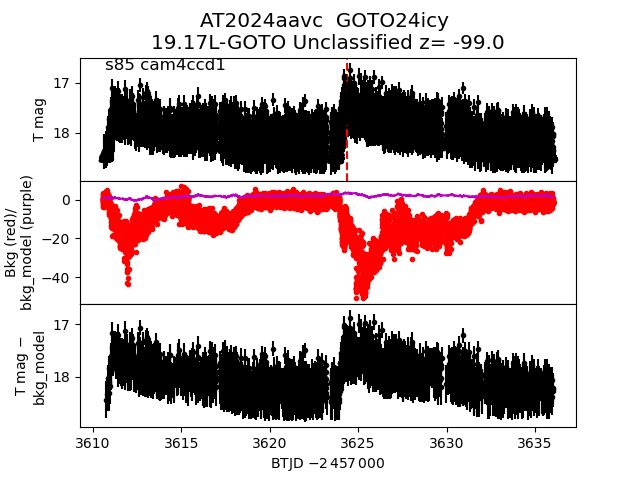 AT2024aavc  GOTO24icy
19.17L-GOTO Unclassified z= -99.0
s85 cam4ccd1
T mag
17
18
Bkg (red)/
bkg_model (purple)
0
−20
−40
T mag −
bkg_model
17
18
3610 3615 3620 3625 3630 3635
BTJD −2 457 000